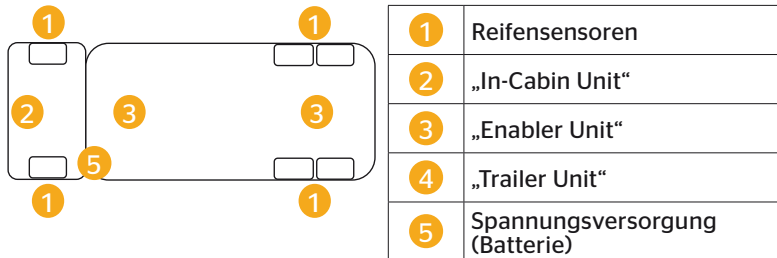 1 1
2 3 3
5
1 1
1 Reifensensoren
2 „In-Cabin Unit“
3 „Enabler Unit“
4 „Trailer Unit“
5 Spannungsversorgung
(Batterie)